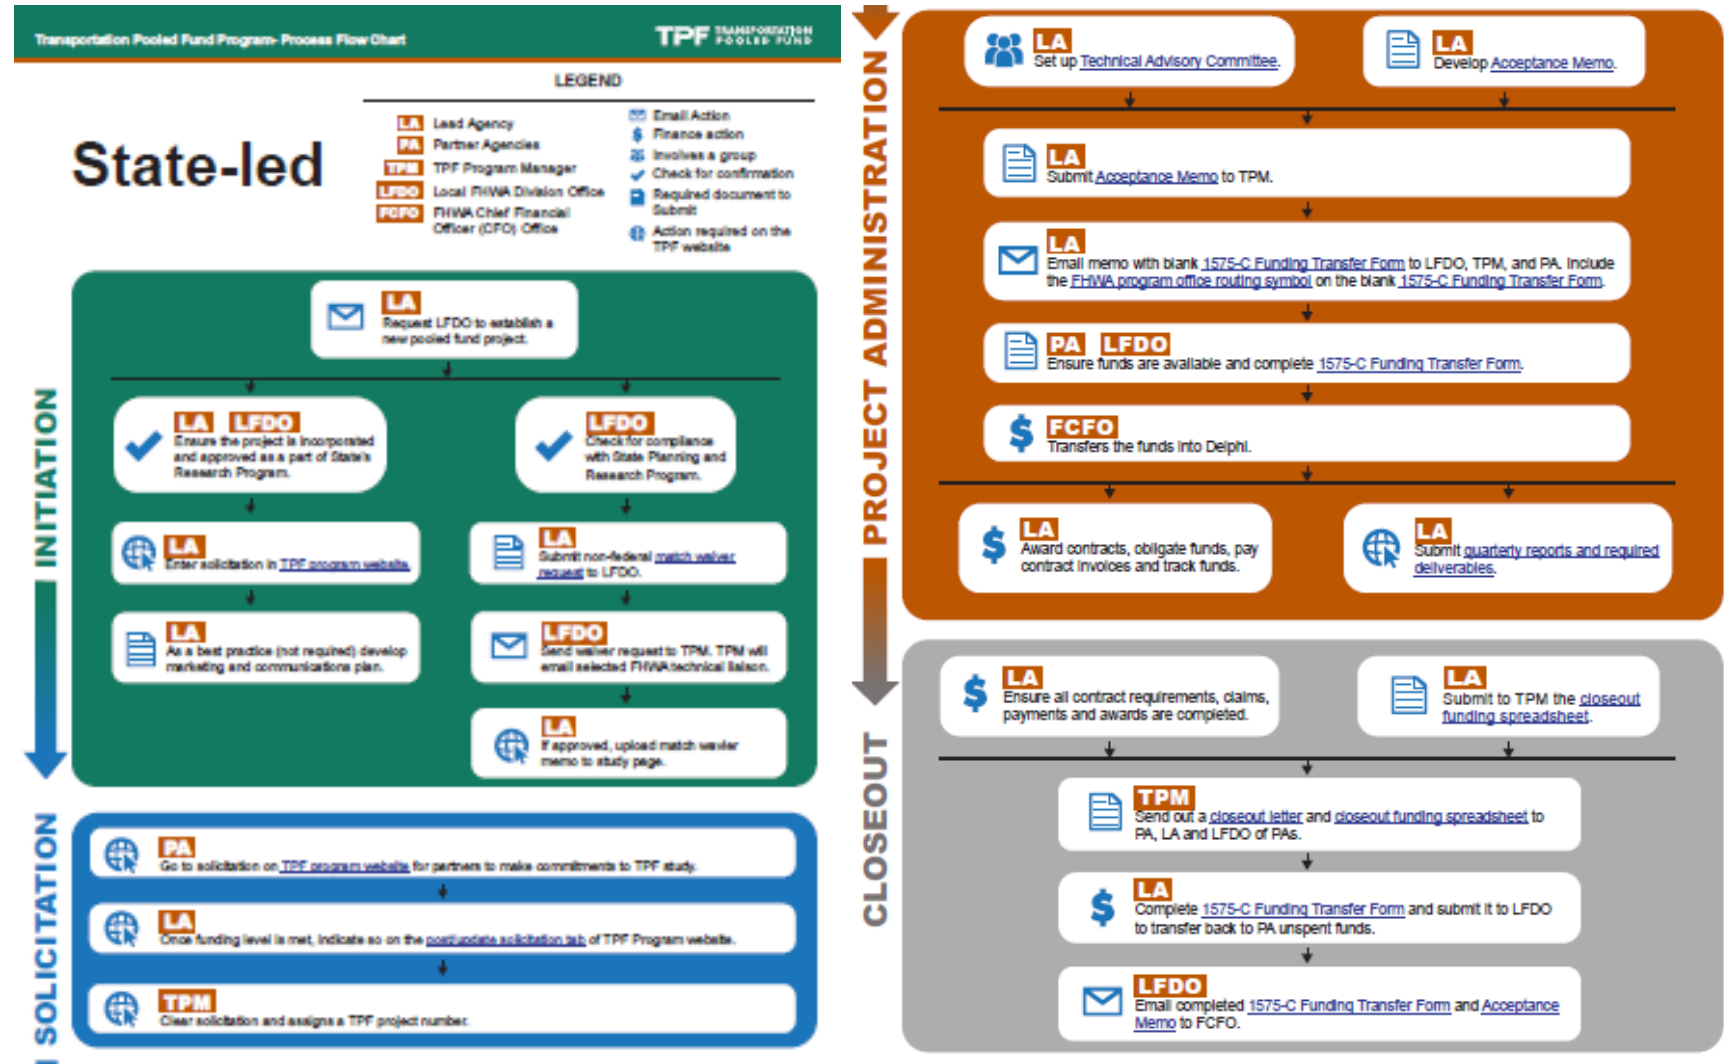 Transportation Pooled Fund Program- Process Flow Chart
TPF TRANSPORTATION
POOLED FUND
State-led
LEGEND
LA Lead Agency
PA Partner Agencies
TPM TPF Program Manager
LFDO Local FHWA Division Office
FCFO FHWA Chief Financial
Officer (CFO) Office
Email Action
Finance action
Involves a group
Check for confirmation
Required document to
Submit
Action required on the
TPF website
INITIATION
LA
Request LFDO to establish a
new pooled fund project.
LA LFDO
Ensure the project is incorporated
and approved as a part of State's
Research Program.
LA
Enter solicitation in TPF program website.
LA
As a best practice (not required) develop
marketing and communications plan.
LFDO
Check for compliance
with State Planning and
Research Program.
LA
Submit non-federal match waiver
request to LFDO.
LFDO
Send waiver request to TPM. TPM will
email selected FHWA technical liaison.
LA
If approved, upload match wavier
memo to study page.
SOLICITATION
PA
Go to solicitation on TPF program website for partners to make commitments to TPF study.
LA
Once funding level is met, indicate so on the post/update solicitation tab of TPF Program website.
TPM
Clear solicitation and assigns a TPF project number.
PROJECT ADMINISTRATION
LA
Set up Technical Advisory Committee.
LA
Develop Acceptance Memo.
LA
Submit Acceptance Memo to TPM.
LA
Email memo with blank 1575-C Funding Transfer Form to LFDO, TPM, and PA. Include
the FHWA program office routing symbol on the blank 1575-C Funding Transfer Form.
PA LFDO
Ensure funds are available and complete 1575-C Funding Transfer Form.
FCFO
Transfers the funds into Delphi.
LA
Award contracts, obligate funds, pay
contract invoices and track funds.
LA
Submit quarterly reports and required
deliverables.
CLOSEOUT
LA
Ensure all contract requirements, claims,
payments and awards are completed.
LA
Submit to TPM the closeout
funding spreadsheet.
TPM
Send out a closeout letter and closeout funding spreadsheet to
PA, LA and LFDO of PAs.
LA
Complete 1575-C Funding Transfer Form and submit it to LFDO
to transfer back to PA unspent funds.
LFDO
Email completed 1575-C Funding Transfer Form and Acceptance
Memo to FCFO.